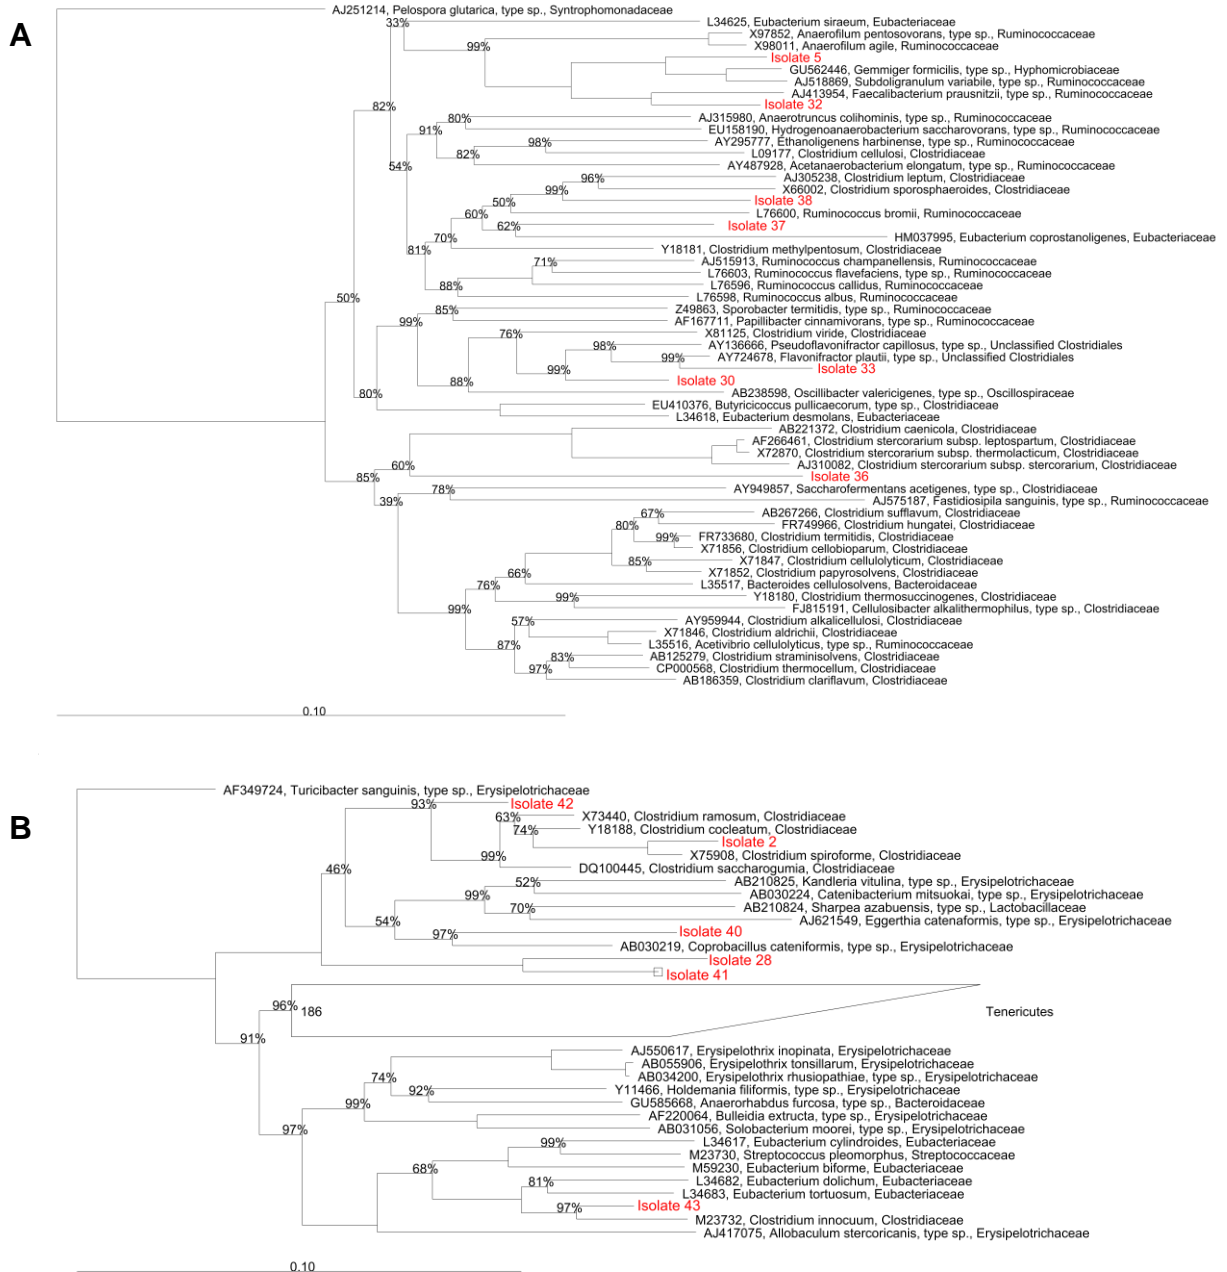 A
AJ251214, Pelospora glutarica, type sp., Syntrophomonadaceae
33%
L34625, Eubacterium siraeum, Eubacteriaceae
X97852, Anaerofilum pentosovorans, type sp., Ruminococcaceae
99%
X98011, Anaerofilum agile, Ruminococcaceae
Isolate 5
GU562446, Gemmiger formicilis, type sp., Hyphomicrobiaceae
AJ518869, Subdoligranulum variabile, type sp., Ruminococcaceae
AJ413954, Faecalibacterium prausnitzii, type sp., Ruminococcaceae
82%
Isolate 32
80%
AJ315980, Anaerotruncus colihominis, type sp., Ruminococcaceae
91%
EU158190, Hydrogenoanaerobacterium saccharovorans, type sp., Ruminococcaceae
98%
AY295777, Ethanoligenens harbinense, type sp., Ruminococcaceae
82%
L09177, Clostridium cellulosi, Clostridiaceae
54%
AY487928, Acetanaerobacterium elongatum, type sp., Ruminococcaceae
96%
AJ305238, Clostridium leptum, Clostridiaceae
99%
X66002, Clostridium sporosphaeroides, Clostridiaceae
50%
Isolate 38
60%
L76600, Ruminococcus bromii, Ruminococcaceae
62%
Isolate 37
70%
HM037995, Eubacterium coprostanoligenes, Eubacteriaceae
81%
Y18181, Clostridium methylpentosum, Clostridiaceae
71%
AJ515913, Ruminococcus champanellensis, Ruminococcaceae
L76603, Ruminococcus flavefaciens, type sp., Ruminococcaceae
88%
L76596, Ruminococcus callidus, Ruminococcaceae
50%
L76598, Ruminococcus albus, Ruminococcaceae
85%
Z49863, Sporobacter termitidis, type sp., Ruminococcaceae
99%
AF167711, Papillibacter cinnamivorans, type sp., Ruminococcaceae
76%
X81125, Clostridium viride, Clostridiaceae
98%
AY136666, Pseudoflavonifractor capillosus, type sp., Unclassified Clostridiales
99%
AY724678, Flavonifractor plautii, type sp., Unclassified Clostridiales
99%
Isolate 33
88%
Isolate 30
80%
AB238598, Oscillibacter valericigenes, type sp., Oscillospiraceae
EU410376, Butyricicoccus pullicaecorum, type sp., Clostridiaceae
L34618, Eubacterium desmolans, Eubacteriaceae
AB221372, Clostridium caenicola, Clostridiaceae
AF266461, Clostridium stercorarium subsp. leptospartum, Clostridiaceae
X72870, Clostridium stercorarium subsp. thermolacticum, Clostridiaceae
60%
AJ310082, Clostridium stercorarium subsp. stercorarium, Clostridiaceae
85%
Isolate 36
78%
AY949857, Saccharofermentans acetigenes, type sp., Clostridiaceae
39%
AJ575187, Fastidiosipila sanguinis, type sp., Ruminococcaceae
67%
AB267266, Clostridium sufflavum, Clostridiaceae
80%
FR749966, Clostridium hungatei, Clostridiaceae
99%
FR733680, Clostridium termitidis, Clostridiaceae
X71856, Clostridium cellobioparum, Clostridiaceae
85%
X71847, Clostridium cellulolyticum, Clostridiaceae
66%
X71852, Clostridium papyrosolvens, Clostridiaceae
76%
L35517, Bacteroides cellulosolvens, Bacteroidaceae
99%
Y18180, Clostridium thermosuccinogenes, Clostridiaceae
99%
FJ815191, Cellulosibacter alkalithermophilus, type sp., Clostridiaceae
57%
AY959944, Clostridium alkalicellulosi, Clostridiaceae
X71846, Clostridium aldrichii, Clostridiaceae
87%
L35516, Acetivibrio cellulolyticus, type sp., Ruminococcaceae
83%
AB125279, Clostridium straminisolvens, Clostridiaceae
97%
CP000568, Clostridium thermocellum, Clostridiaceae
AB186359, Clostridium clariflavum, Clostridiaceae
0.10
B
AF349724, Turicibacter sanguinis, type sp., Erysipelotrichaceae
93%
Isolate 42
63%
X73440, Clostridium ramosum, Clostridiaceae
74%
Y18188, Clostridium cocleatum, Clostridiaceae
Isolate 2
99%
X75908, Clostridium spiroforme, Clostridiaceae
46%
DQ100445, Clostridium saccharogumia, Clostridiaceae
52%
AB210825, Kandleria vitulina, type sp., Erysipelotrichaceae
99%
AB030224, Catenibacterium mitsuokai, type sp., Erysipelotrichaceae
70%
AB210824, Sharpea azabuensis, type sp., Lactobacillaceae
54%
AJ621549, Eggerthia catenaformis, type sp., Erysipelotrichaceae
97%
Isolate 40
AB030219, Coprobacillus cateniformis, type sp., Erysipelotrichaceae
Isolate 28
Isolate 41
96%
186
Tenericutes
91%
AJ550617, Erysipelothrix inopinata, Erysipelotrichaceae
AB055906, Erysipelothrix tonsillarum, Erysipelotrichaceae
74%
AB034200, Erysipelothrix rhusiopathiae, type sp., Erysipelotrichaceae
92%
Y11466, Holdemania filiformis, type sp., Erysipelotrichaceae
99%
GU585668, Anaerorhabdus furcosa, type sp., Bacteroidaceae
AF220064, Bulleidia extructa, type sp., Erysipelotrichaceae
97%
AB031056, Solobacterium moorei, type sp., Erysipelotrichaceae
99%
L34617, Eubacterium cylindroides, Eubacteriaceae
M23730, Streptococcus pleomorphus, Streptococcaceae
68%
M59230, Eubacterium biforme, Eubacteriaceae
81%
L34682, Eubacterium dolichum, Eubacteriaceae
L34683, Eubacterium tortuosum, Eubacteriaceae
97%
Isolate 43
M23732, Clostridium innocuum, Clostridiaceae
AJ417075, Allobaculum stercoricanis, type sp., Erysipelotrichaceae
0.10